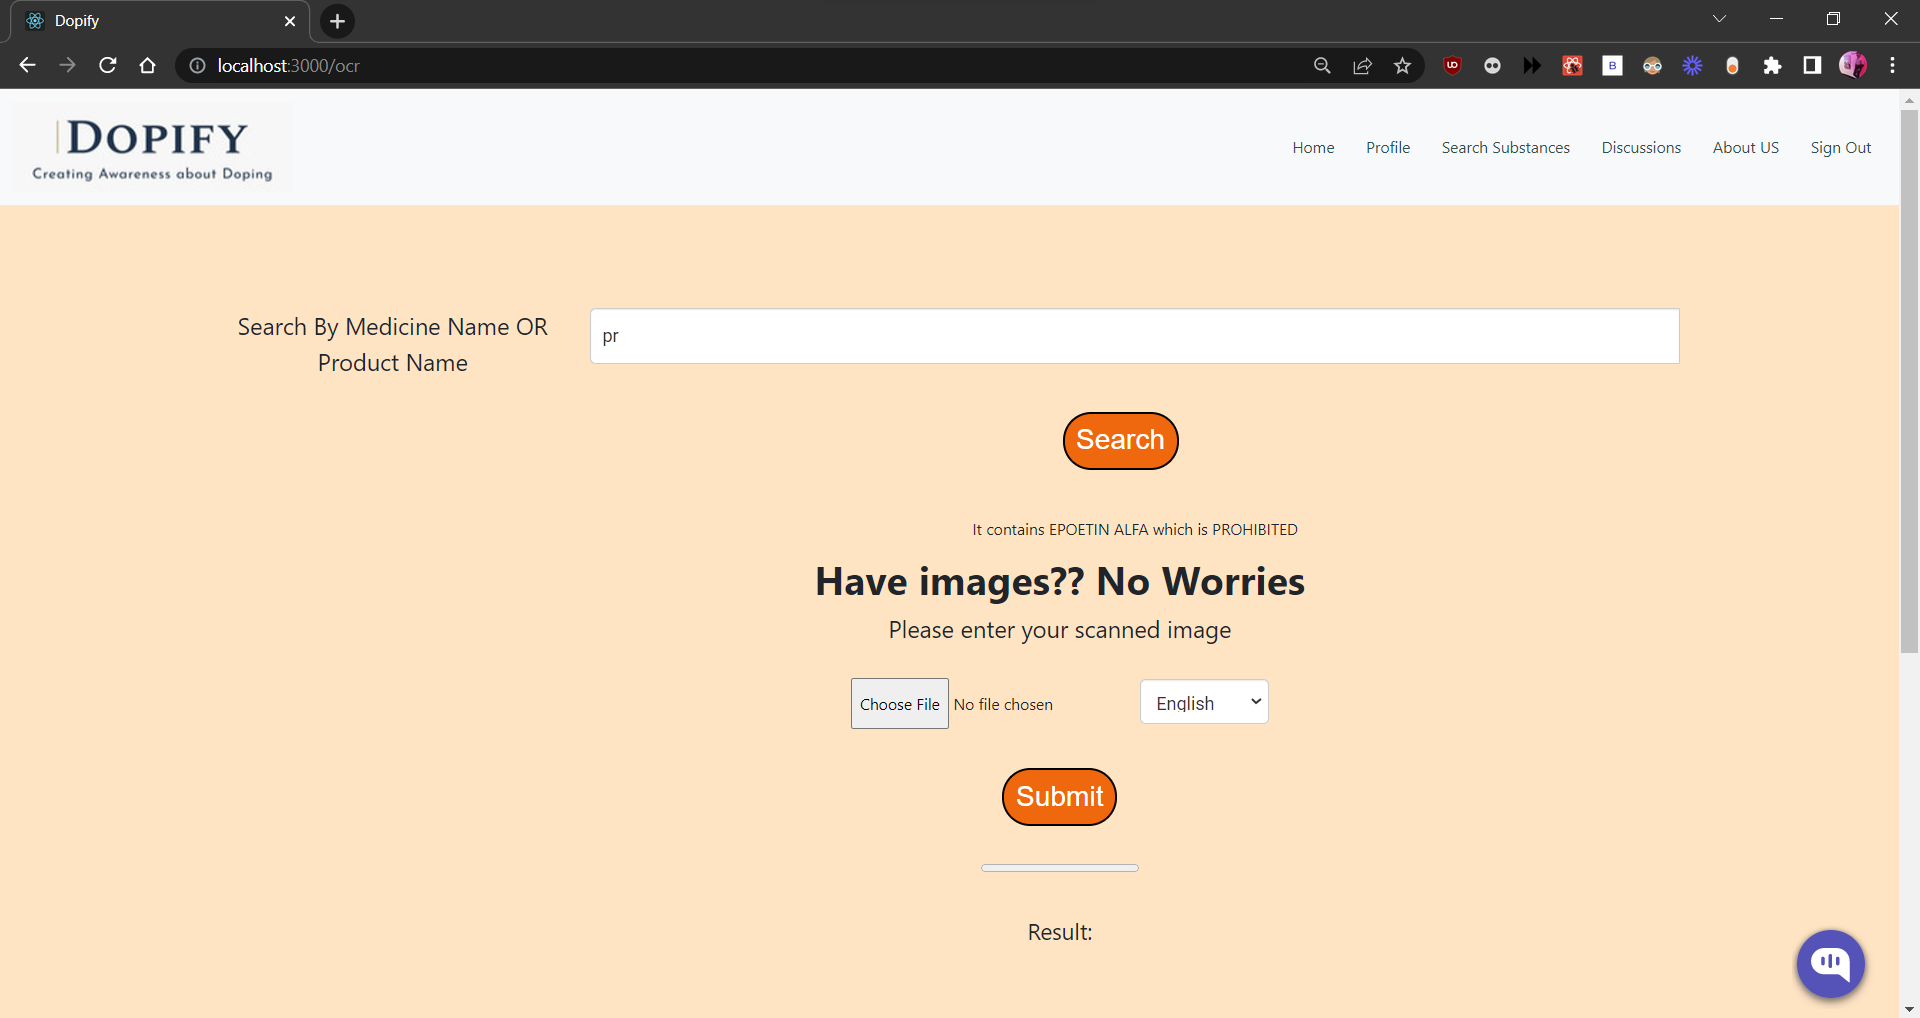 Dopify
localhost:3000/ocr
DOPIFY
Creating Awareness about Doping
Home
Profile
Search Substances
Discussions
About US
Sign Out
Search By Medicine Name OR
Product Name
pr
Search
It contains EPOETIN ALFA which is PROHIBITED
Have images?? No Worries
Please enter your scanned image
Choose File
No file chosen
English
Submit
Result: